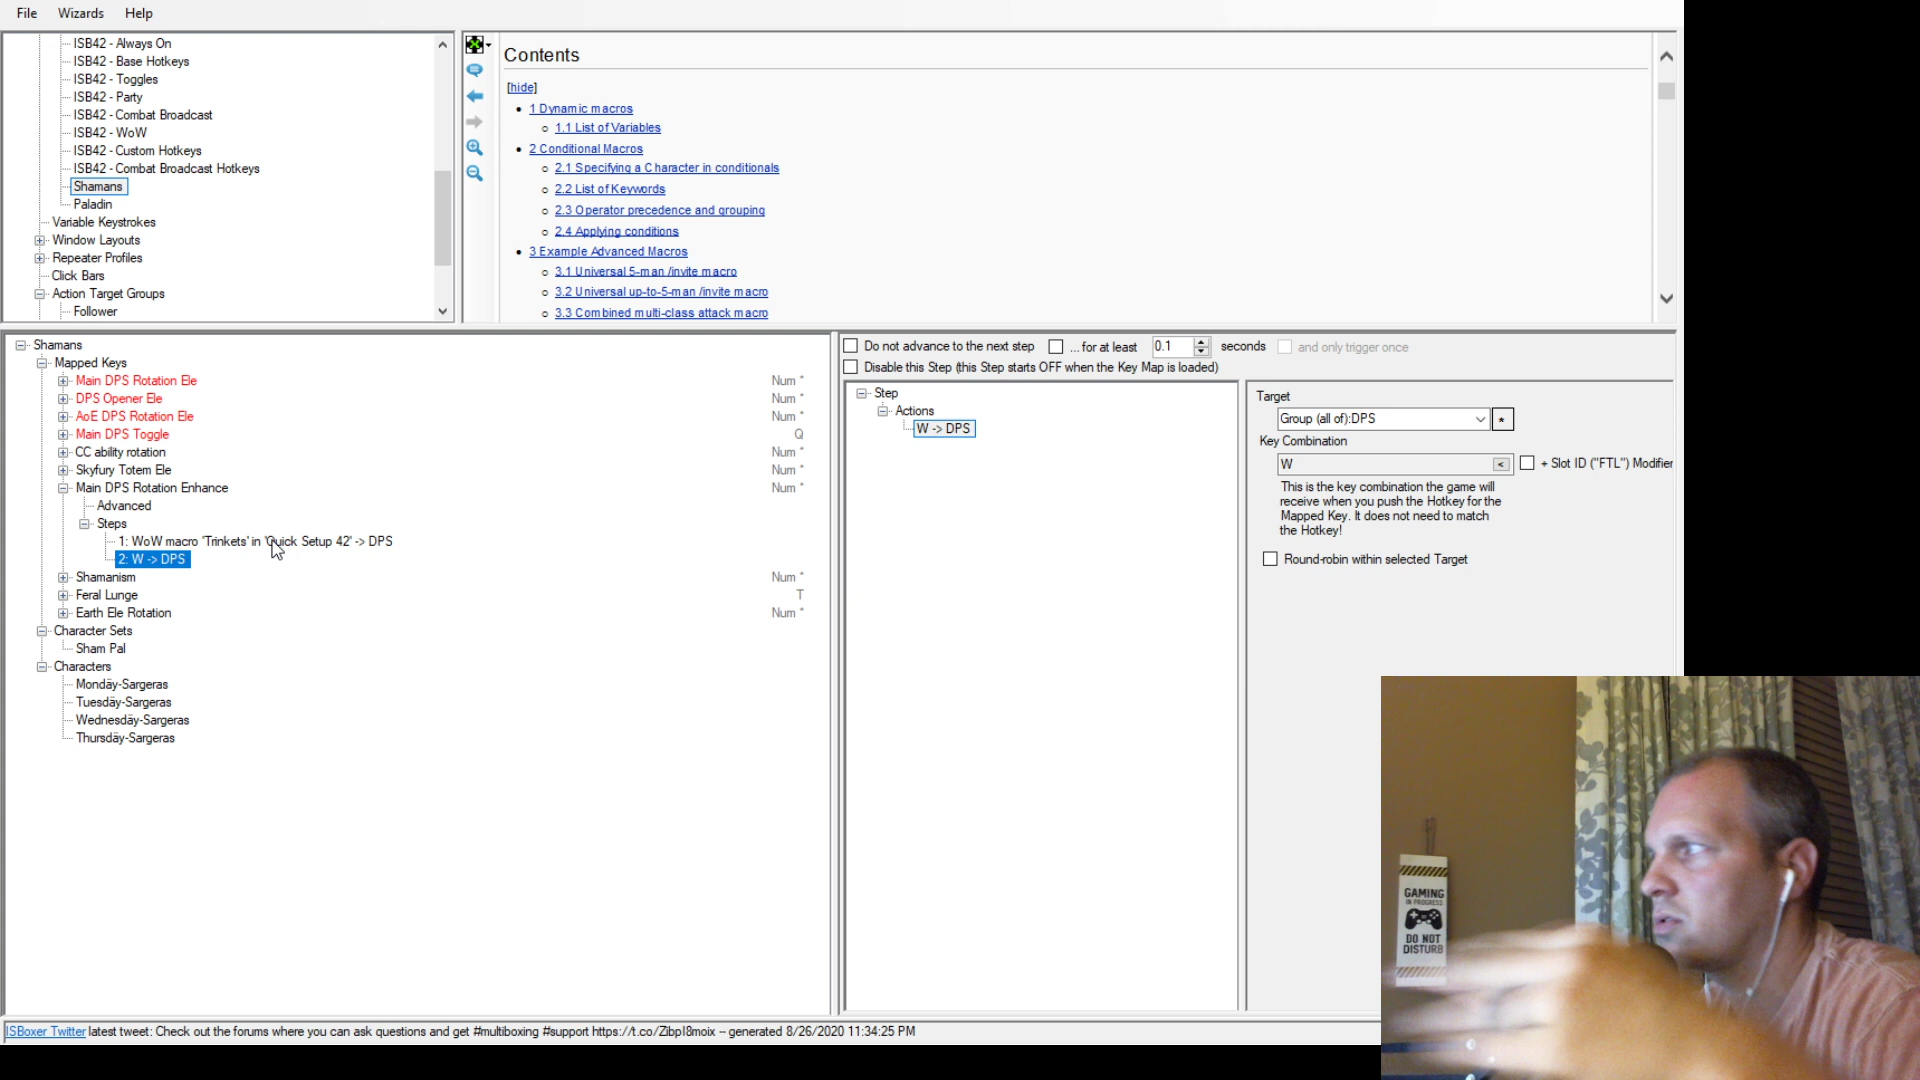 File Wizards Help
ISB42 - Always On
ISB42 - Base Hotkeys
ISB42 - Toggles
ISB42 - Party
ISB42 - Combat Broadcast
ISB42 - WoW
ISB42 - Custom Hotkeys
ISB42 - Combat Broadcast Hotkeys
Shamans
Paladin
Variable Keystrokes
Window Layouts
Repeater Profiles
Click Bars
Action Target Groups
Follower
Contents
[hide]
1 Dynamic macros
1.1 List of Variables
2 Conditional Macros
2.1 Specifying a Character in conditionals
2.2 List of Keywords
2.3 Operator precedence and grouping
2.4 Applying conditions
3 Example Advanced Macros
3.1 Universal 5-man /invite macro
3.2 Universal up-to-5-man /invite macro
3.3 Combined multi-class attack macro
Shamans
Mapped Keys
Main DPS Rotation Ele Num *
DPS Opener Ele Num *
AoE DPS Rotation Ele Num *
Main DPS Toggle Q
CC ability rotation Num *
Skyfury Totem Ele Num *
Main DPS Rotation Enhance Num *
Advanced
Steps
1: WoW macro 'Trinkets' in 'Quick Setup 42' -> DPS
2: W -> DPS
Shamanism Num *
Feral Lunge T
Earth Ele Rotation Num *
Character Sets
Sham Pal
Characters
Monday-Sargeras
Tuesdäy-Sargeras
Wednesdäy-Sargeras
Thursdäy-Sargeras
Do not advance to the next step ... for at least 0.1 seconds and only trigger once
Disable this Step (this Step starts OFF when the Key Map is loaded)
Step
Actions
W -> DPS
Target
Group (all of):DPS *
Key Combination
W < + Slot ID ("FTL") Modifier
This is the key combination the game will
receive when you push the Hotkey for the
Mapped Key. It does not need to match
the Hotkey!
Round-robin within selected Target
GAMING
IN PROGRESS
DO NOT
DISTURB
ISBoxer Twitter latest tweet: Check out the forums where you can ask questions and get #multiboxing #support https://t.co/ZibpI8moix -- generated 8/26/2020 11:34:25 PM